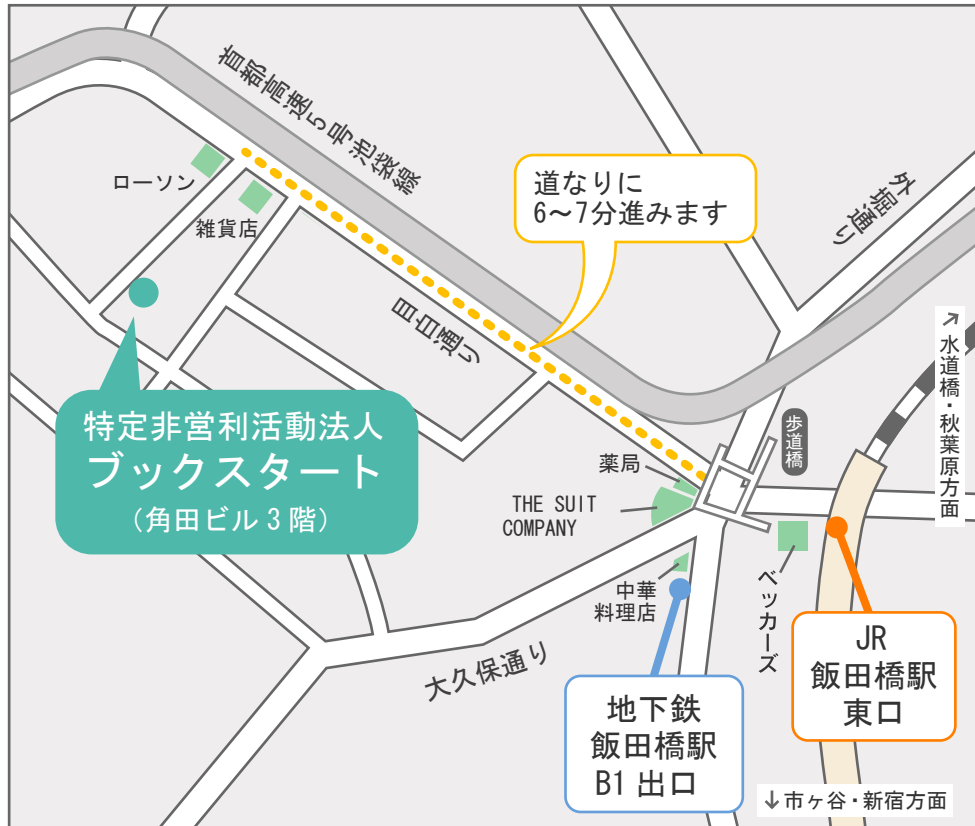 首都高速5号池袋線
ローソン
雑貨店
道なりに
6〜7分進みます
外堀通り
目白通り
↗水道橋・秋葉原方面
特定非営利活動法人
ブックスタート
(角田ビル3階)
歩道橋
薬局
THE SUIT
COMPANY
中華
料理店
ベッカーズ
大久保通り
地下鉄
飯田橋駅
B1出口
JR
飯田橋駅
東口
↓市ヶ谷・新宿方面